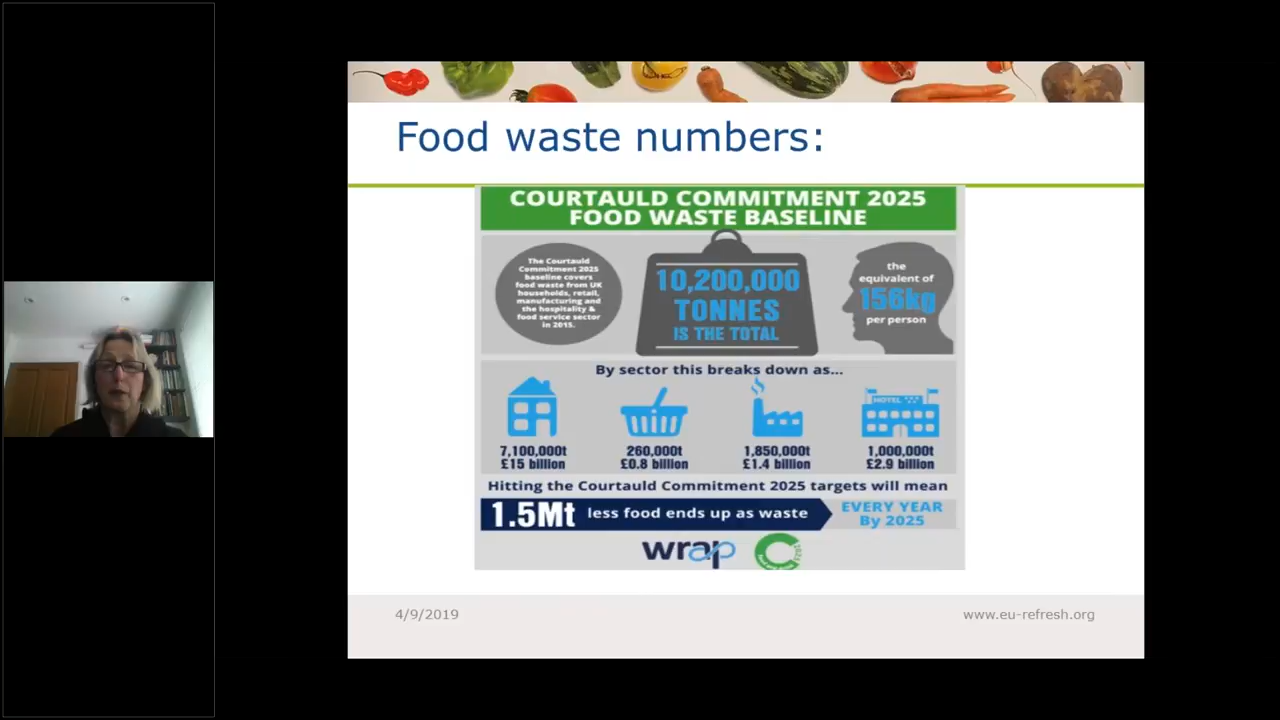 Food waste numbers:
COURTAULD COMMITMENT 2025
FOOD WASTE BASELINE
The Courtauld
Commitment 2025
baseline covers
food waste from UK
households, retail,
manufacturing and
the hospitality &
food service sector
in 2015.
10,200,000
TONNES
IS THE TOTAL
the
equivalent of
156kg
per person
By sector this breaks down as...
HOTEL
7,100,000t
£15 billion
260,000t
£0.8 billion
1,850,000t
£1.4 billion
1,000,000t
£2.9 billion
Hitting the Courtauld Commitment 2025 targets will mean
1.5Mt less food ends up as waste
EVERY YEAR
By 2025
wrap
4/9/2019
www.eu-refresh.org